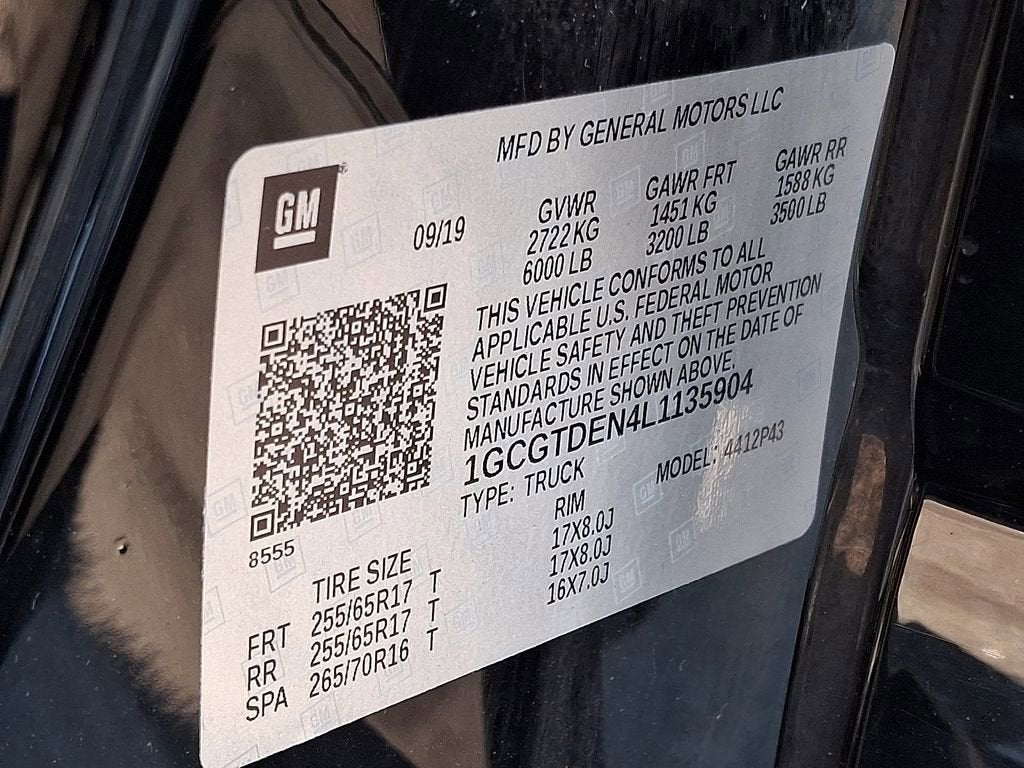 MFD BY GENERAL MOTORS LLC
GM
09/19
GVWR GAWR FRT GAWR RR
2722 KG 1451 KG 1588 KG
6000 LB 3200 LB 3500 LB
THIS VEHICLE CONFORMS TO ALL
APPLICABLE U.S. FEDERAL MOTOR
VEHICLE SAFETY AND THEFT PREVENTION
STANDARDS IN EFFECT ON THE DATE OF
MANUFACTURE SHOWN ABOVE.
1GCGTDEN4L1135904
TYPE: TRUCK MODEL: 4412P43
8555
TIRE SIZE RIM
FRT 255/65R17 T 17X8.0J
RR 255/65R17 T 17X8.0J
SPA 265/70R16 T 16X7.0J